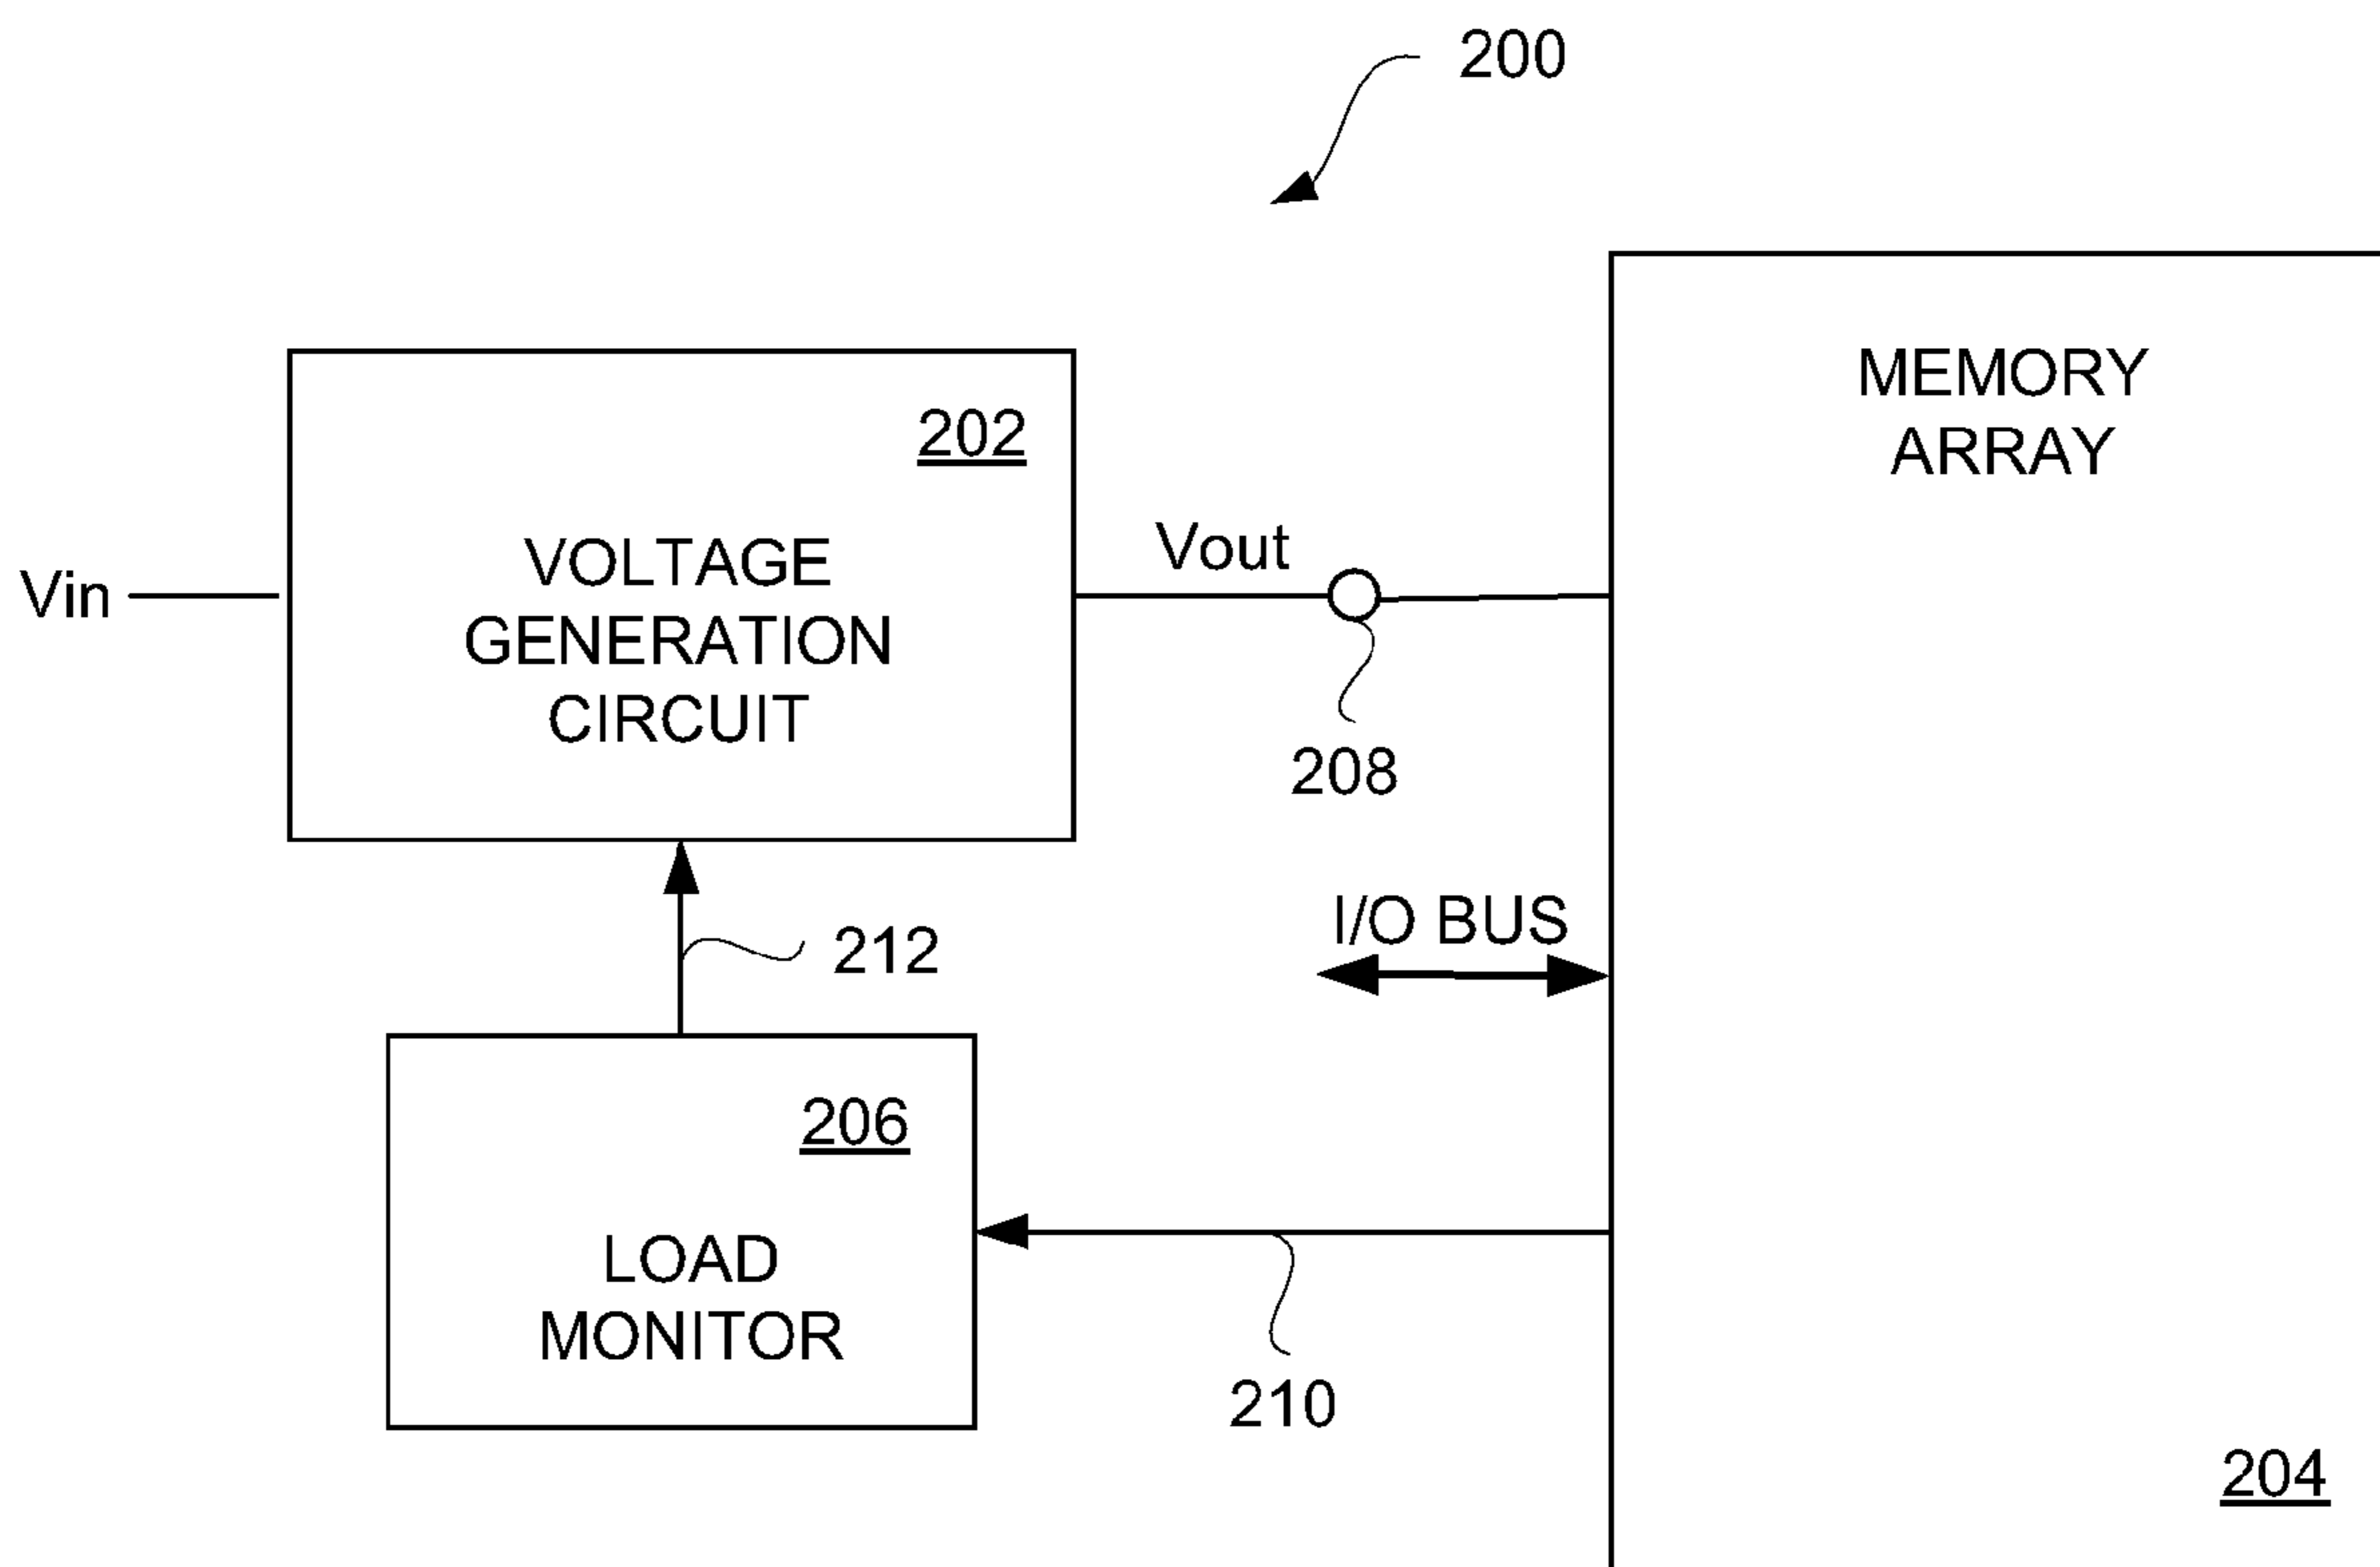 200
MEMORY
ARRAY
202
VOLTAGE
GENERATION
CIRCUIT
Vin
Vout
208
I/O BUS
212
206
LOAD
MONITOR
210
204